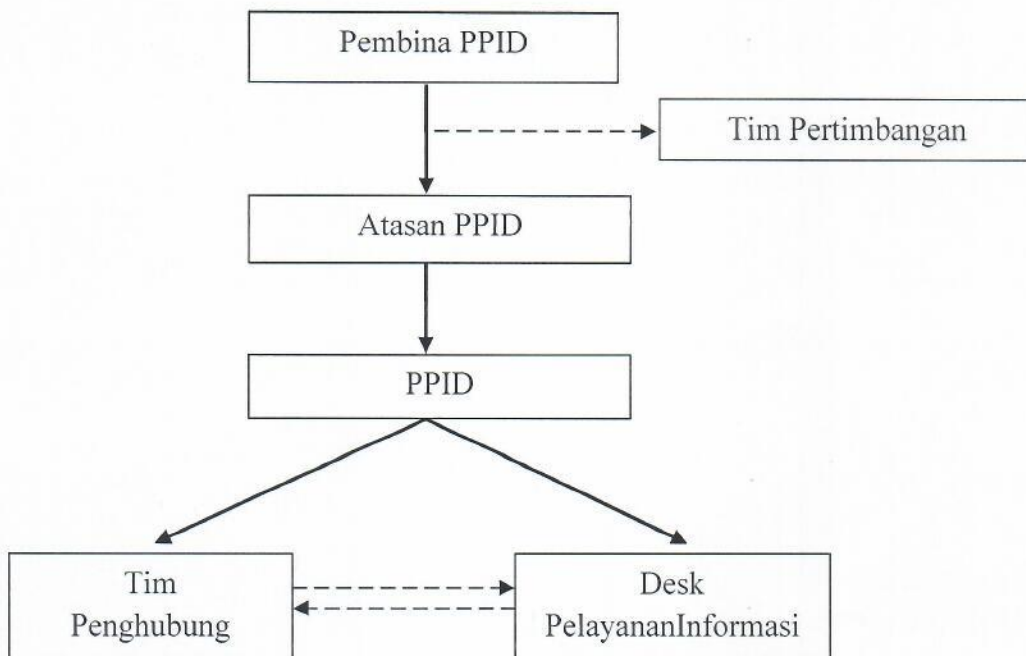 Pembina PPID
Tim Pertimbangan
Atasan PPID
PPID
Tim
Penghubung
Desk
PelayananInformasi